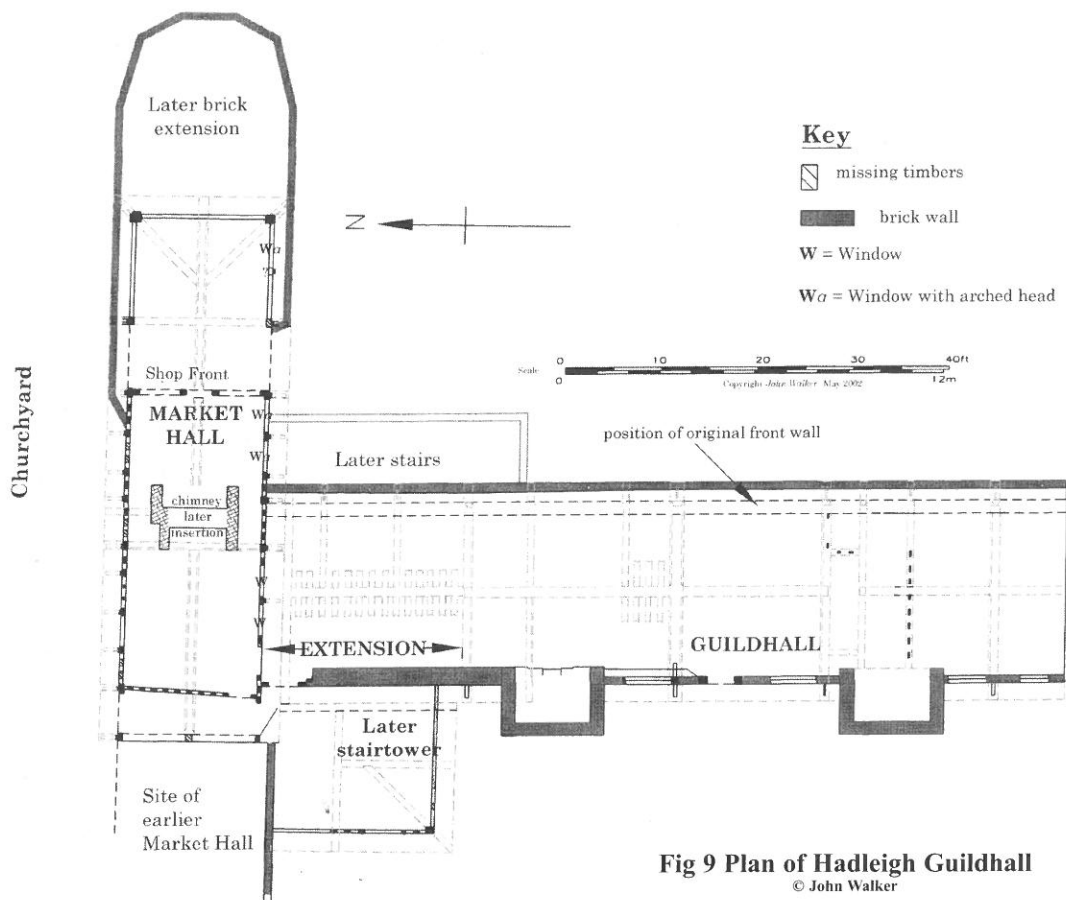 Later brick
extension
Key
missing timbers
brick wall
W = Window
Wa = Window with arched head
N
Wa
Scale
0 10 20 30 40ft
0 12m
Copyright John Walker May 2002
Churchyard
Shop Front
MARKET
HALL
W
W
Later stairs
position of original front wall
chimney
later
insertion
W
W
EXTENSION
GUILDHALL
Later
stairtower
Site of
earlier
Market Hall
Fig 9 Plan of Hadleigh Guildhall
© John Walker